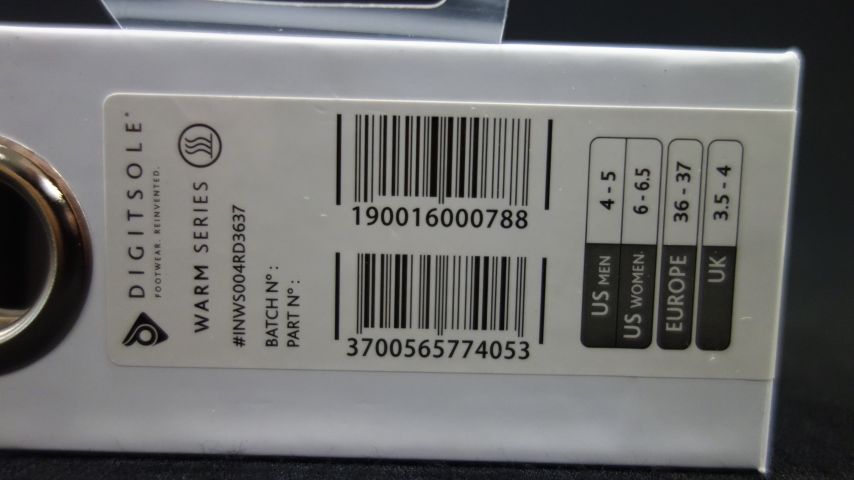 DIGITSOLE
FOOTWEAR. REINVENTED.
WARM SERIES
#INWS004RD3637
BATCH N° :
PART N° :
190016000788
3700565774053
US MEN 4 - 5
US WOMEN 6 - 6.5
EUROPE 36 - 37
UK 3.5 - 4